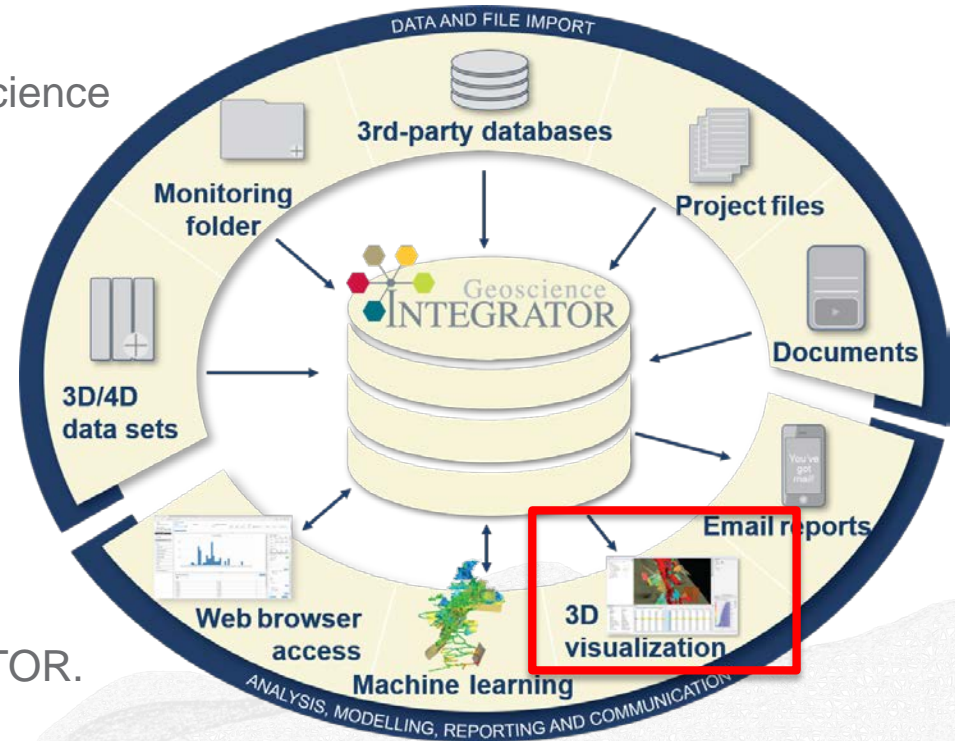 DATA AND FILE IMPORT
cience
3rd-party databases
Monitoring
folder
Project files
Geoscience
INTEGRATOR
Documents
3D/4D
data sets
You've
got
mail!
Email reports
Web browser
access
3D
visualization
TOR.
Machine learning
ANALYSIS, MODELLING, REPORTING AND COMMUNICATION